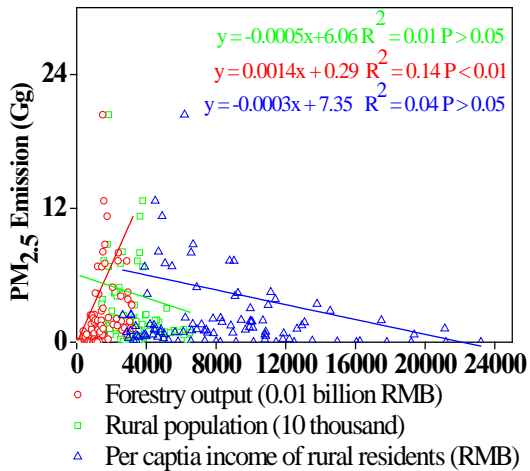 y = -0.0005x+6.06 R2 = 0.01 P > 0.05
y = 0.0014x + 0.29 R2 = 0.14 P < 0.01
y = -0.0003x + 7.35 R2 = 0.04 P > 0.05
PM2.5 Emission (Gg)
24
12
0
0 4000 8000 12000 16000 20000 24000
Forestry output (0.01 billion RMB)
Rural population (10 thousand)
Per captia income of rural residents (RMB)